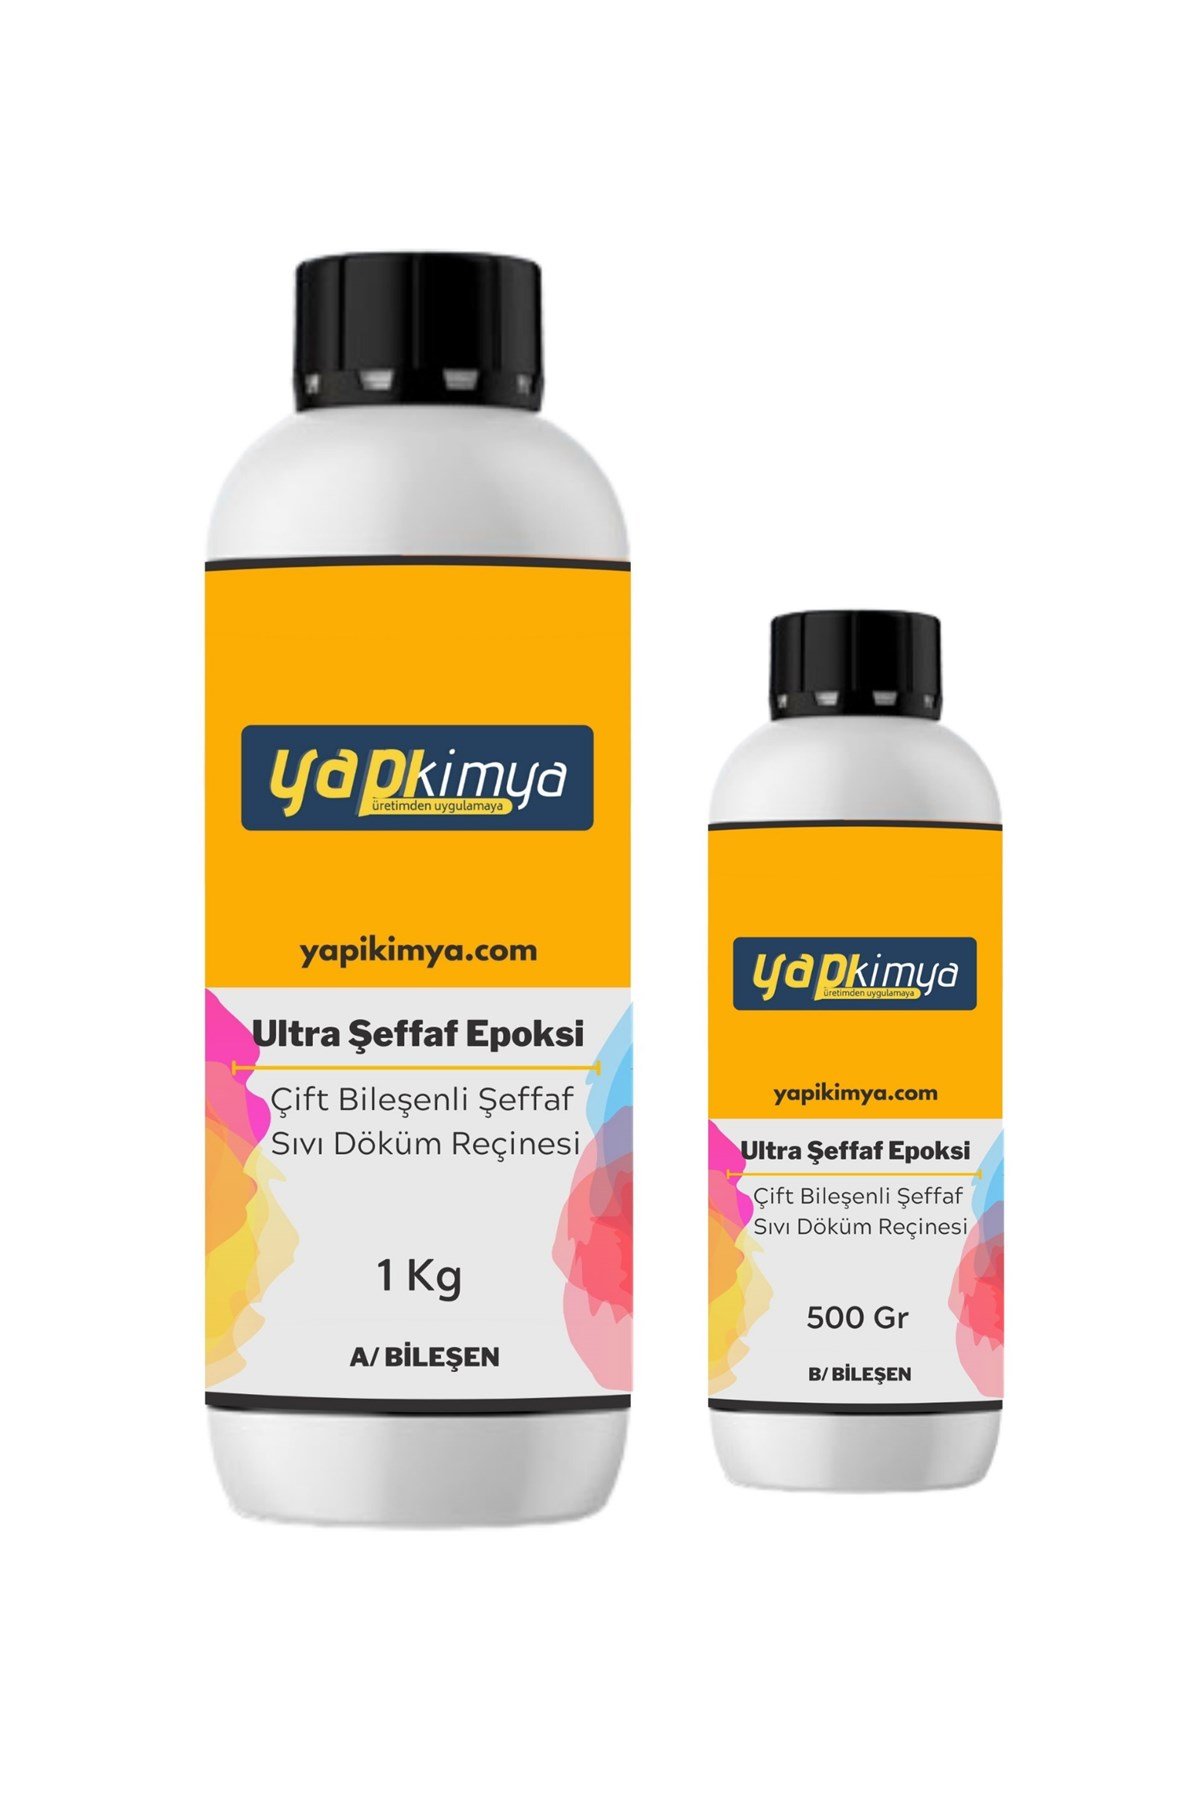 yapkimya
üretimden uygulamaya
yapikimya.com
Ultra Şeffaf Epoksi
Çift Bileşenli Şeffaf
Sıvı Döküm Reçinesi
1 Kg
A/ BİLEŞEN
yapkimya
üretimden uygulamaya
yapikimya.com
Ultra Şeffaf Epoksi
Çift Bileşenli Şeffaf
Sıvı Döküm Reçinesi
500 Gr
B/ BİLEŞEN